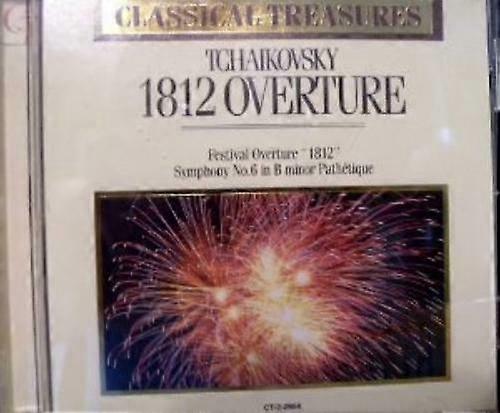 CLASSICAL TREASURES
TCHAIKOVSKY
1812 OVERTURE
Festival Overture "1812"
Symphony No.6 in B minor Pathétique